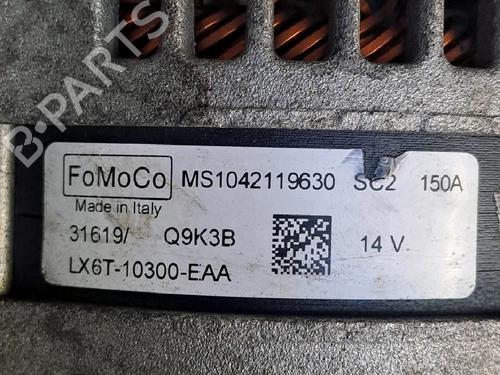 B-PARTS
FoMoCo MS1042119630 SC2 150A
Made in Italy
31619/ Q9K3B 14 V
LX6T-10300-EAA